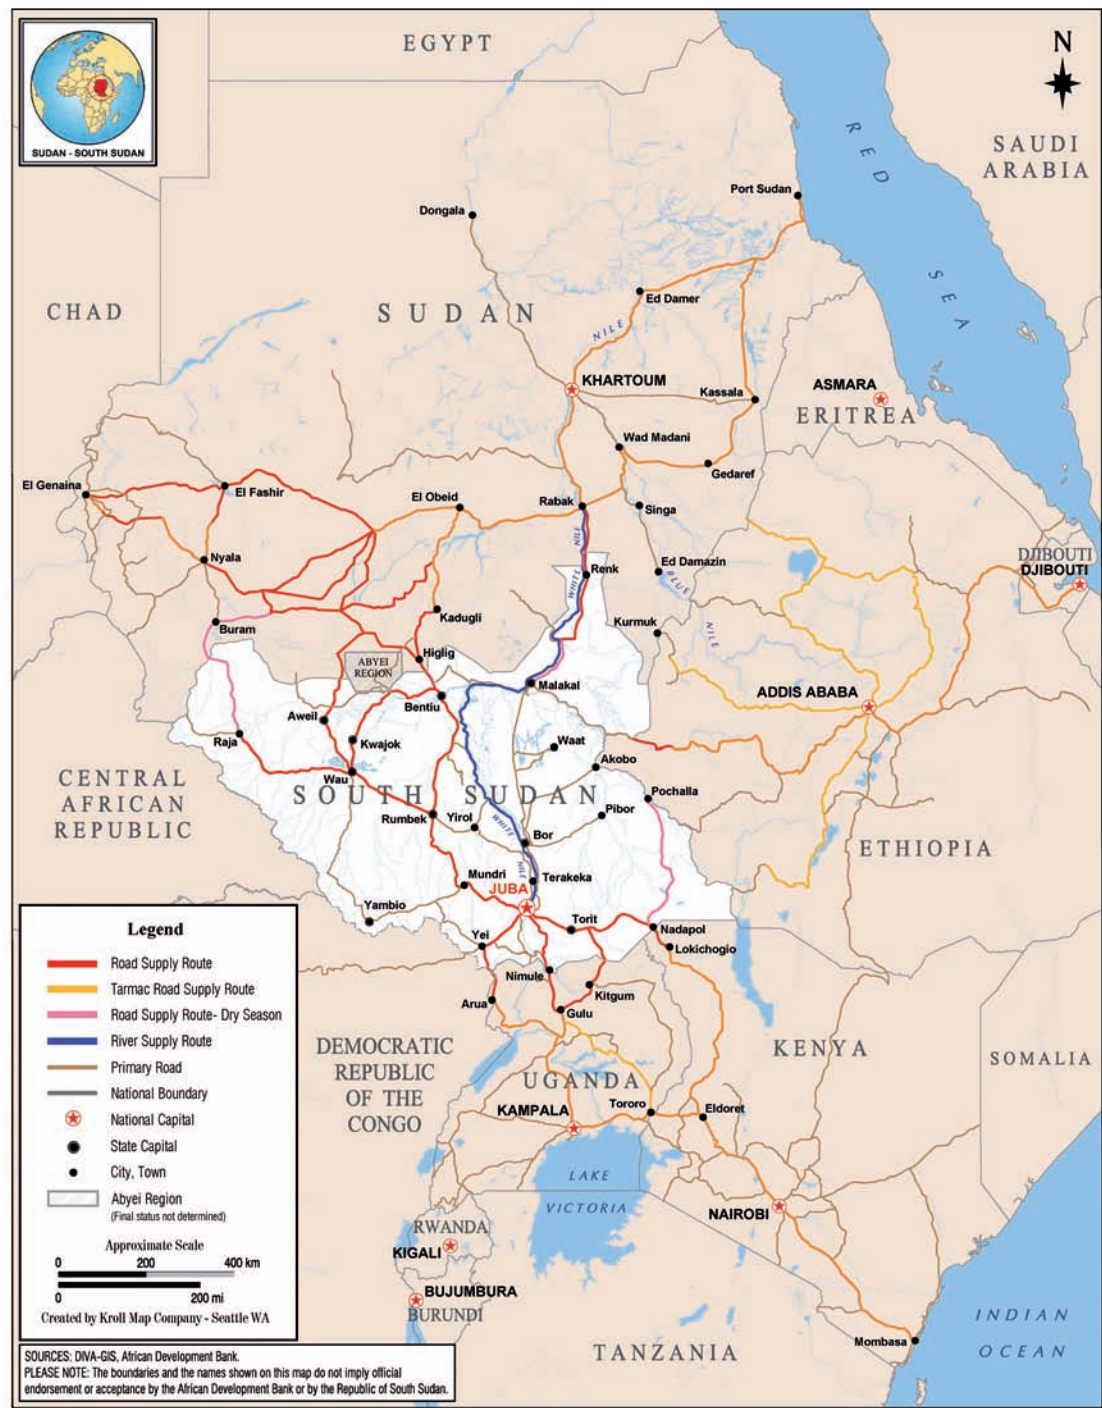 EGYPT
N
SUDAN - SOUTH SUDAN
RED SEA
SAUDI
ARABIA
Port Sudan
Dongala
CHAD
SUDAN
Ed Damer
NILE
KHARTOUM
Kassala
ASMARA
ERITREA
Wad Madani
Gedaref
El Genaina
El Fashir
El Obeid
Rabak
Singa
NILE
Nyala
Ed Damazin
DJIBOUTI
DJIBOUTI
WHITE
Renk
BLUE
Kadugli
Buram
Kurmuk
NILE
Higlig
ABYEI
REGION
Malakal
ADDIS ABABA
Bentiu
Aweil
Raja
Kwajok
Waat
Akobo
CENTRAL
AFRICAN
REPUBLIC
Wau
SOUTH SUDAN
Pochalla
Rumbek
Yirol
WHITE
Pibor
Bor
ETHIOPIA
NILE
Mundri
Terakeka
JUBA
Yambio
Torit
Nadapol
Yei
Lokichogio
Nimule
Kitgum
Arua
Gulu
DEMOCRATIC
REPUBLIC
OF THE
CONGO
KENYA
SOMALIA
UGANDA
KAMPALA
Tororo
Eldoret
LAKE
VICTORIA
NAIROBI
RWANDA
KIGALI
BUJUMBURA
BURUNDI
INDIAN
OCEAN
Mombasa
TANZANIA
Legend
Road Supply Route
Tarmac Road Supply Route
Road Supply Route- Dry Season
River Supply Route
Primary Road
National Boundary
National Capital
State Capital
City, Town
Abyei Region
(Final status not determined)
Approximate Scale
0 200 400 km
0 200 mi
Created by Kroll Map Company - Seattle WA
SOURCES: DIVA-GIS, African Development Bank.
PLEASE NOTE: The boundaries and the names shown on this map do not imply official
endorsement or acceptance by the African Development Bank or by the Republic of South Sudan.